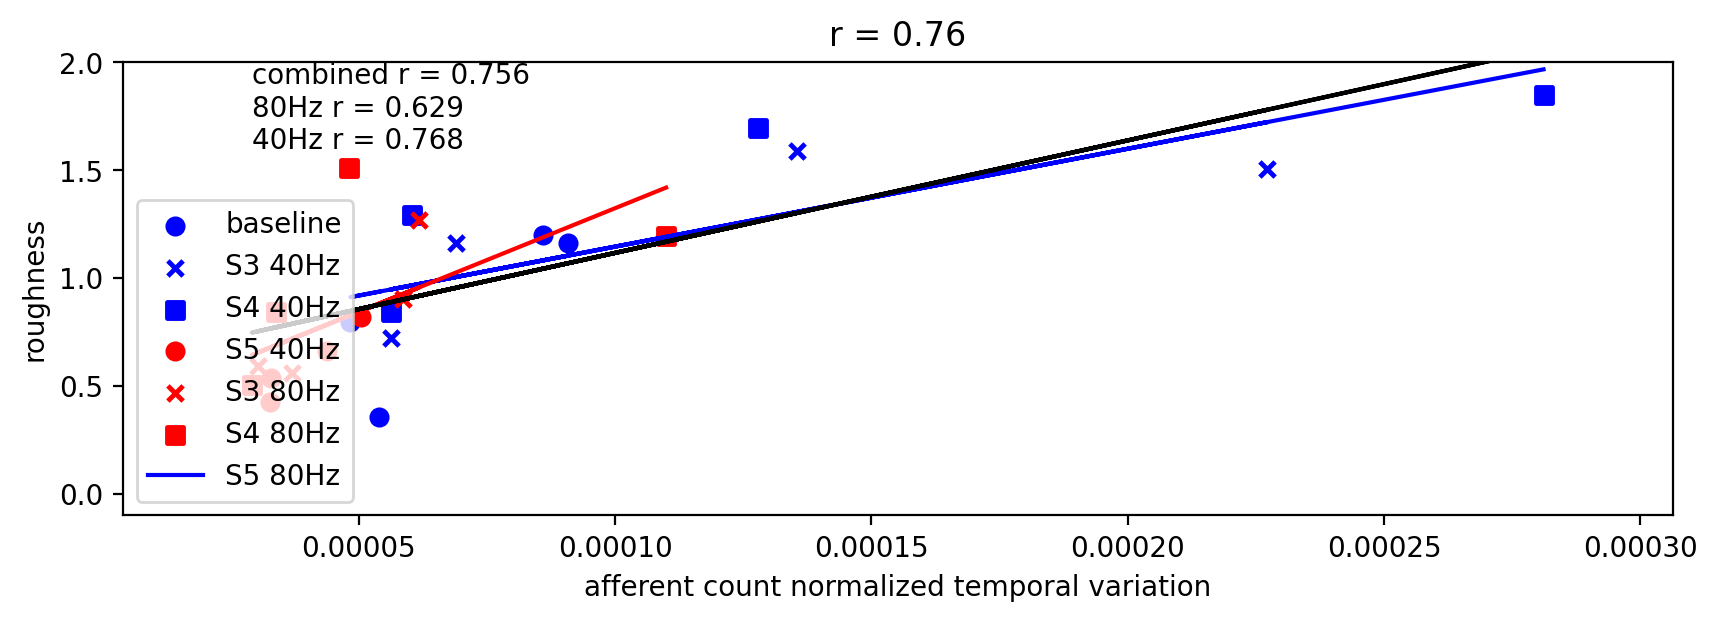 r = 0.76
combined r = 0.756
80Hz r = 0.629
40Hz r = 0.768
2.0
1.5
1.0
0.5
0.0
roughness
baseline
S3 40Hz
S4 40Hz
S5 40Hz
S3 80Hz
S4 80Hz
S5 80Hz
0.00005 0.00010 0.00015 0.00020 0.00025 0.00030
afferent count normalized temporal variation